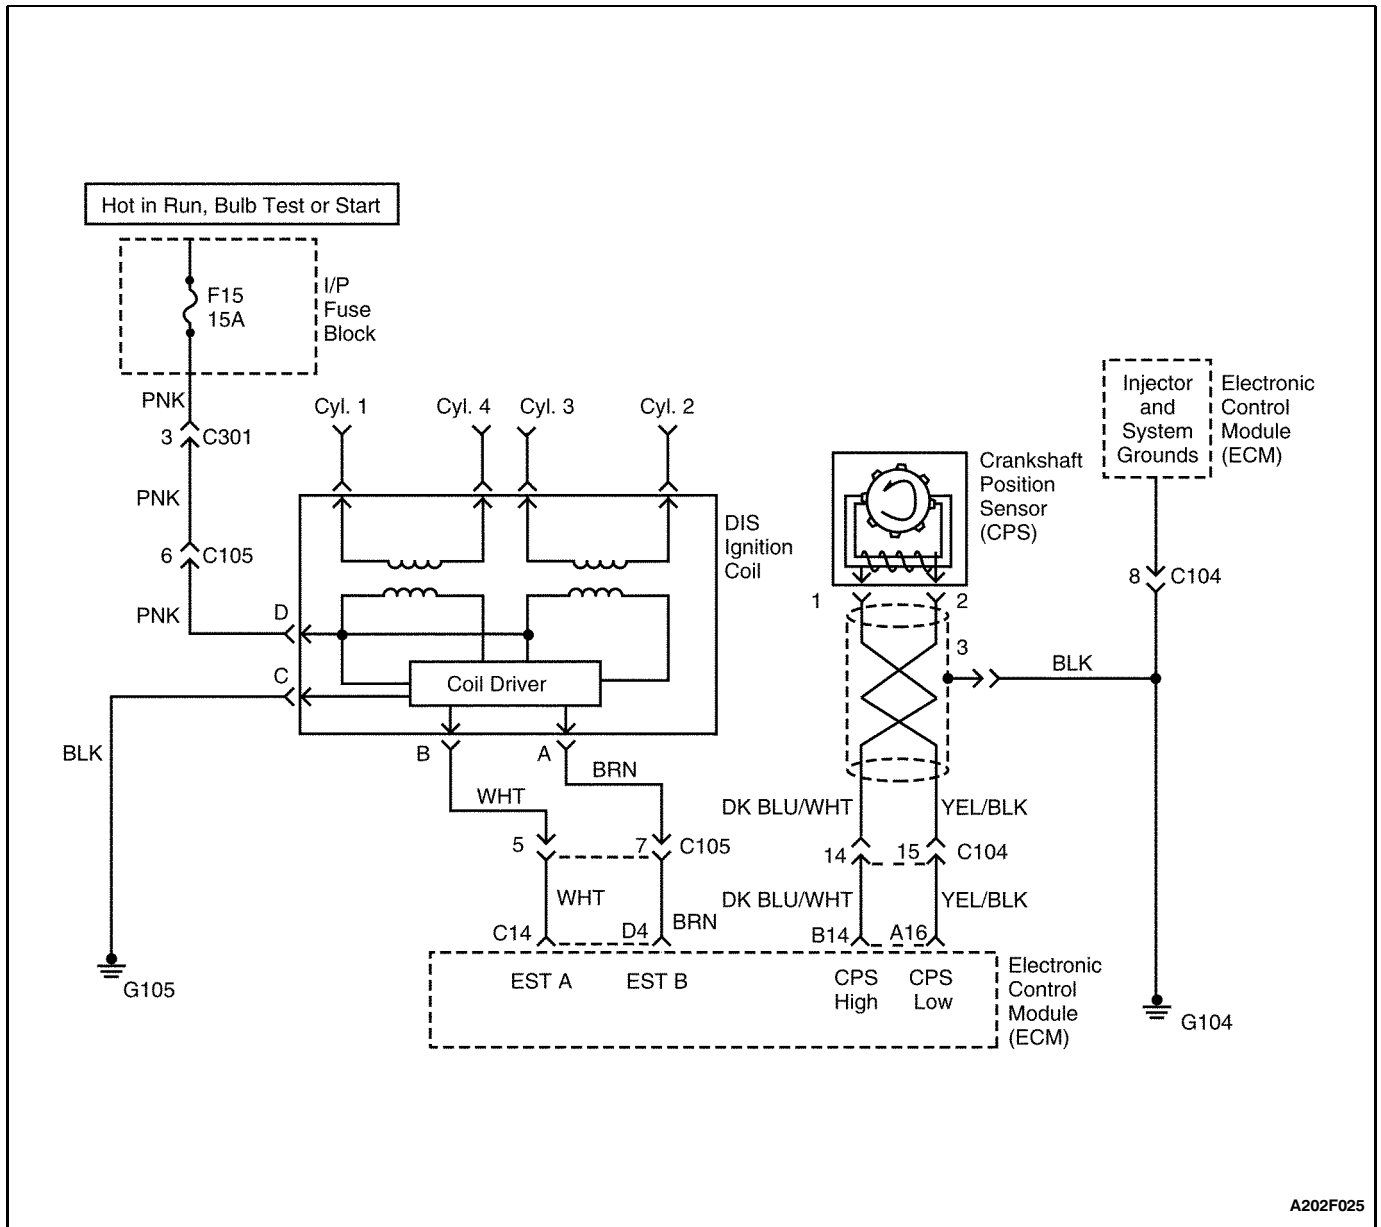 Hot in Run, Bulb Test or Start
F15
15A
I/P
Fuse
Block
PNK
3
C301
PNK
6
C105
PNK
D
C
BLK
G105
Cyl. 1
Cyl. 4
Cyl. 3
Cyl. 2
DIS
Ignition
Coil
Coil Driver
B
A
BRN
WHT
5
7
C105
WHT
BRN
C14
D4
EST A
EST B
Crankshaft
Position
Sensor
(CPS)
1
2
3
BLK
DK BLU/WHT
YEL/BLK
14
15
C104
DK BLU/WHT
YEL/BLK
B14
A16
CPS
High
CPS
Low
Electronic
Control
Module
(ECM)
Injector
and
System
Grounds
Electronic
Control
Module
(ECM)
8
C104
G104
A202F025